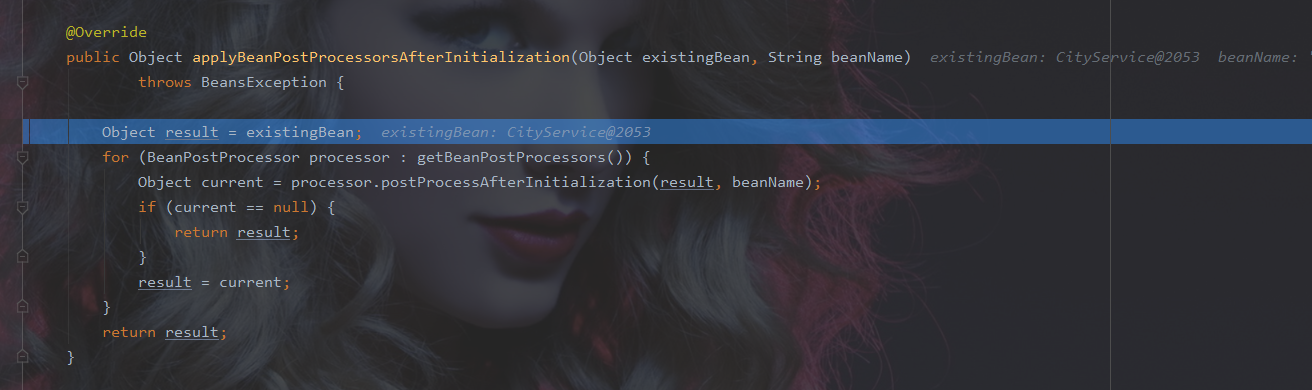 @Override
public Object applyBeanPostProcessorsAfterInitialization(Object existingBean, String beanName)  existingBean: CityService@2053  beanName:
throws BeansException {
Object result = existingBean;  existingBean: CityService@2053
for (BeanPostProcessor processor : getBeanPostProcessors()) {
Object current = processor.postProcessAfterInitialization(result, beanName);
if (current == null) {
return result;
}
result = current;
}
return result;
}